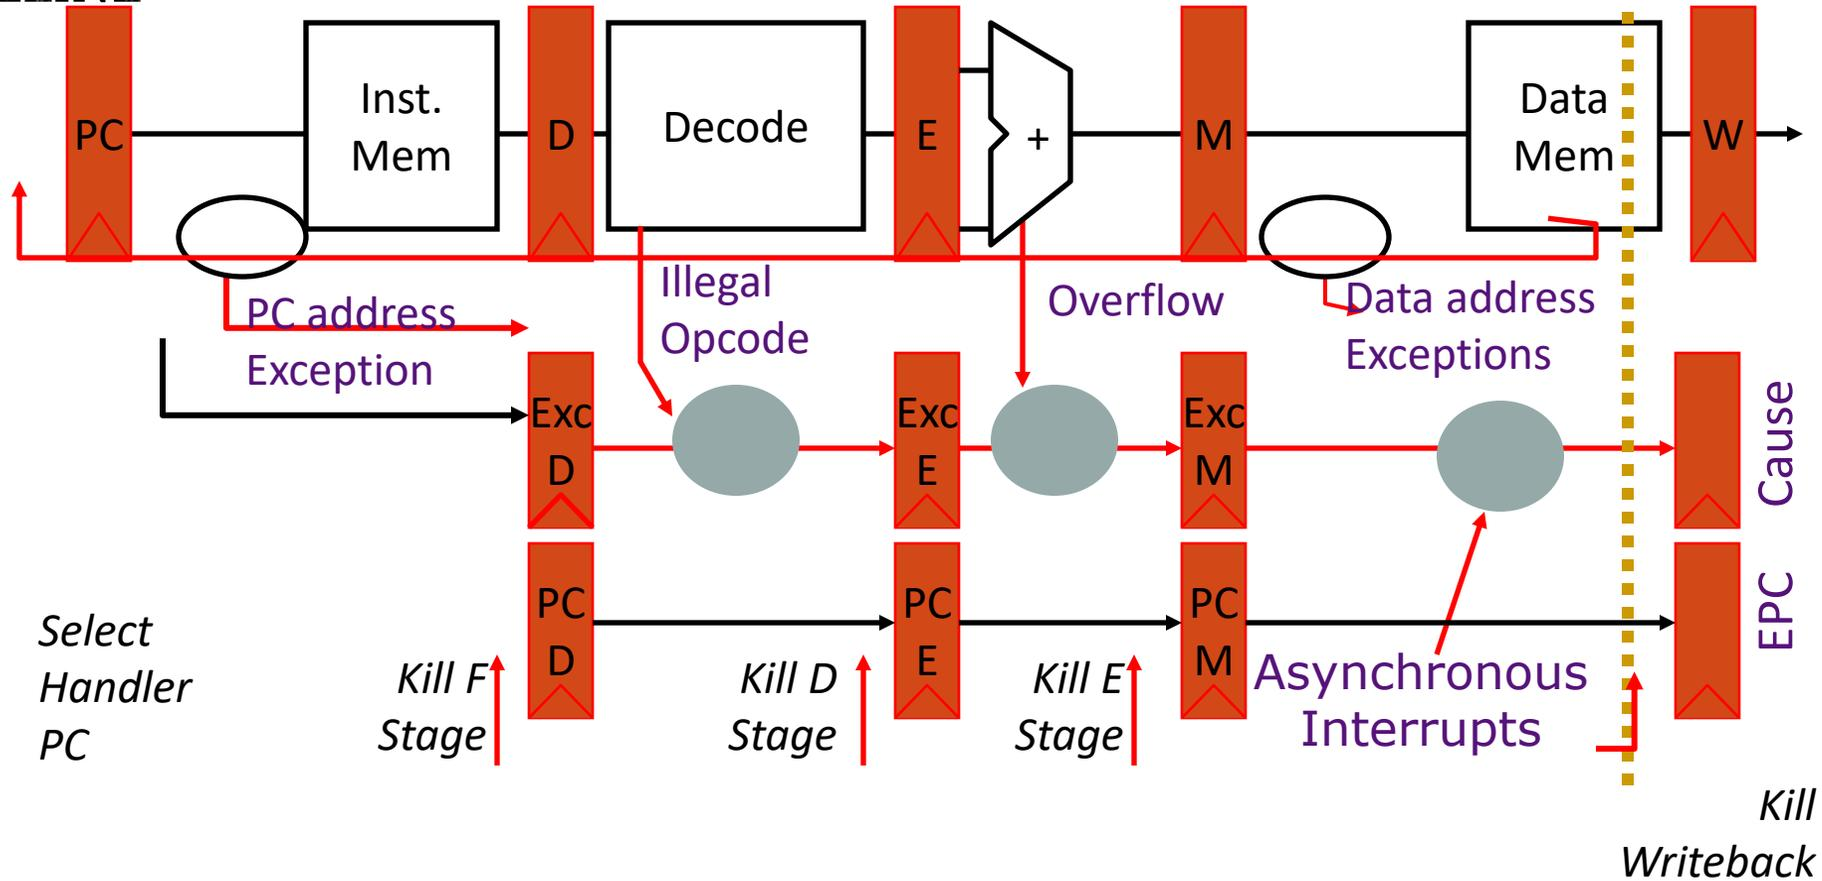 PC
Inst.
Mem
D
Decode
E
+
M
Data
Mem
W
PC address
Exception
Illegal
Opcode
Overflow
Data address
Exceptions
Exc
D
Exc
E
Exc
M
Cause
PC
D
PC
E
PC
M
EPC
Select
Handler
PC
Kill F
Stage
Kill D
Stage
Kill E
Stage
Asynchronous
Interrupts
Kill
Writeback